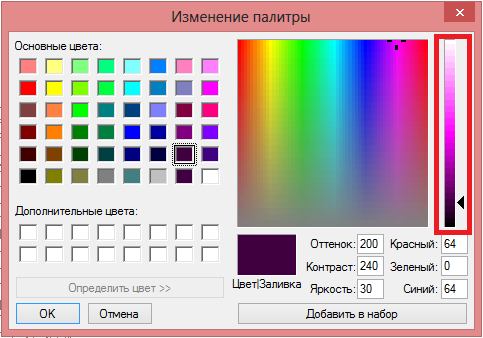 Изменение палитры
Основные цвета:
Дополнительные цвета:
Определить цвет >>
OK
Отмена
Цвет|Заливка
Оттенок: 200
Контраст: 240
Яркость: 30
Красный: 64
Зеленый: 0
Синий: 64
Добавить в набор